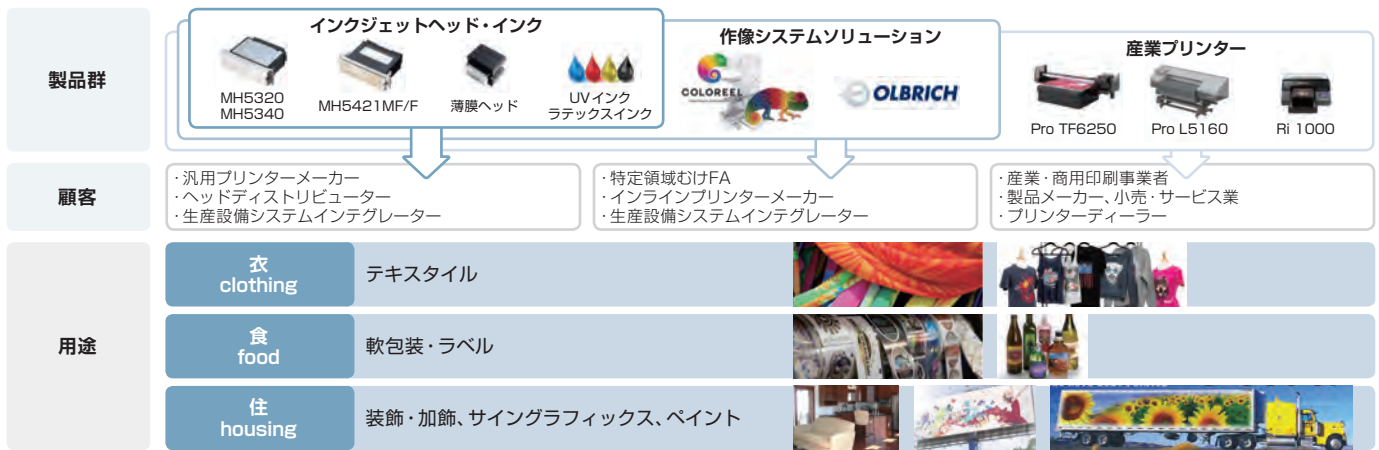 製品群
インクジェットヘッド・インク
MH5320
MH5340
MH5421MF/F
薄膜ヘッド
UVインク
ラテックスインク
作像システムソリューション
COLOREEL
OLBRICH
産業プリンター
Pro TF6250
Pro L5160
Ri 1000
顧客
・汎用プリンターメーカー
・ヘッドディストリビューター
・生産設備システムインテグレーター
・特定領域むけFA
・インラインプリンターメーカー
・生産設備システムインテグレーター
・産業・商用印刷事業者
・製品メーカー、小売・サービス業
・プリンターディーラー
用途
衣
clothing
テキスタイル
食
food
軟包装・ラベル
住
housing
装飾・加飾、サイングラフィックス、ペイント